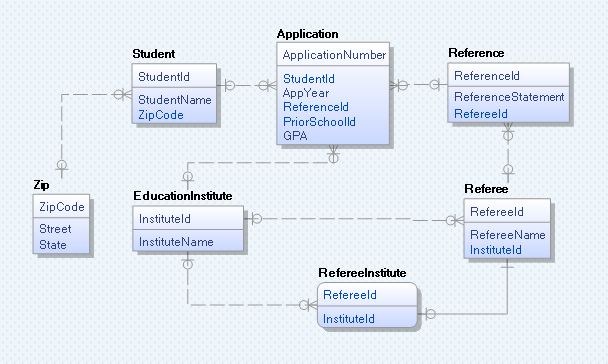 Application
ApplicationNumber
StudentId
AppYear
ReferenceId
PriorSchoolId
GPA
Student
StudentId
StudentName
ZipCode
Reference
ReferenceId
ReferenceStatement
RefereeId
Zip
ZipCode
Street
State
EducationInstitute
InstituteId
InstituteName
Referee
RefereeId
RefereeName
InstituteId
RefereeInstitute
RefereeId
InstituteId